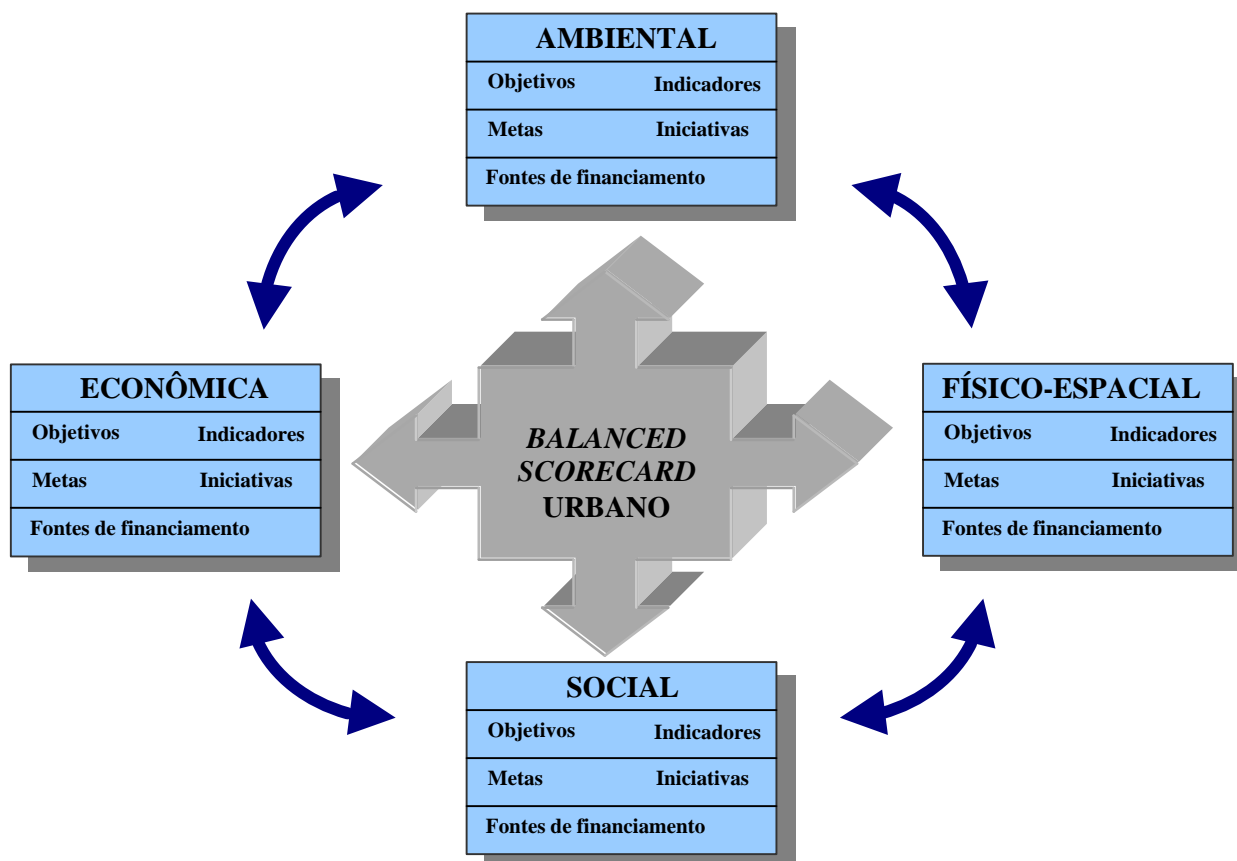 AMBIENTAL
Objetivos Indicadores
Metas Iniciativas
Fontes de financiamento
ECONÔMICA
Objetivos Indicadores
Metas Iniciativas
Fontes de financiamento
BALANCED
SCORECARD
URBANO
FÍSICO-ESPACIAL
Objetivos Indicadores
Metas Iniciativas
Fontes de financiamento
SOCIAL
Objetivos Indicadores
Metas Iniciativas
Fontes de financiamento